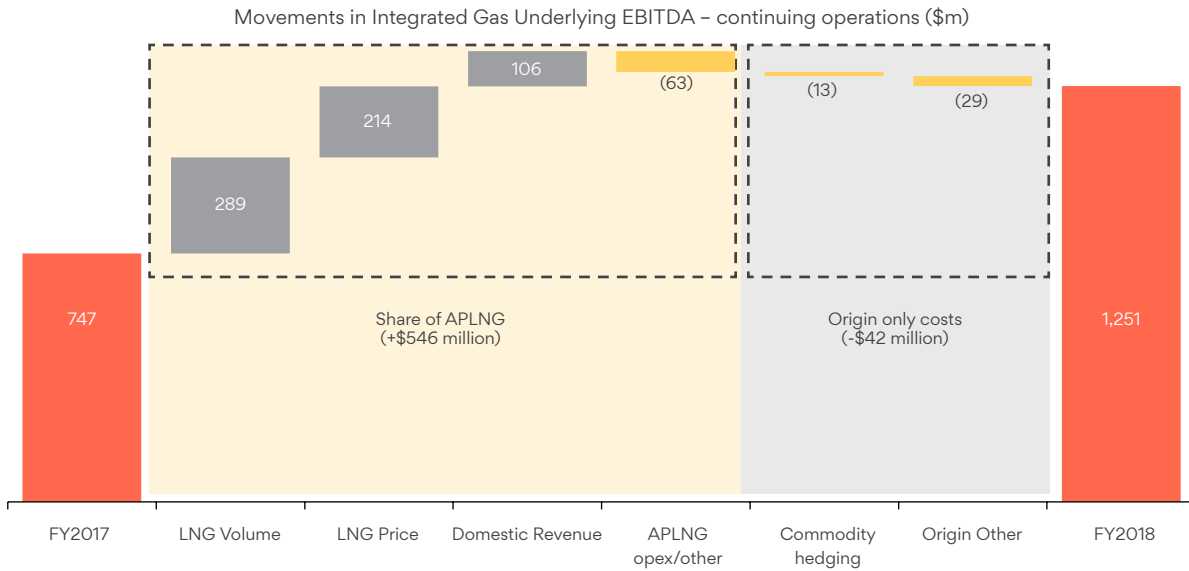 Movements in Integrated Gas Underlying EBITDA – continuing operations ($m)
106
(63)
(13)
(29)
214
289
747
Share of APLNG
(+$546 million)
Origin only costs
(-$42 million)
1,251
FY2017
LNG Volume
LNG Price
Domestic Revenue
APLNG
opex/other
Commodity
hedging
Origin Other
FY2018